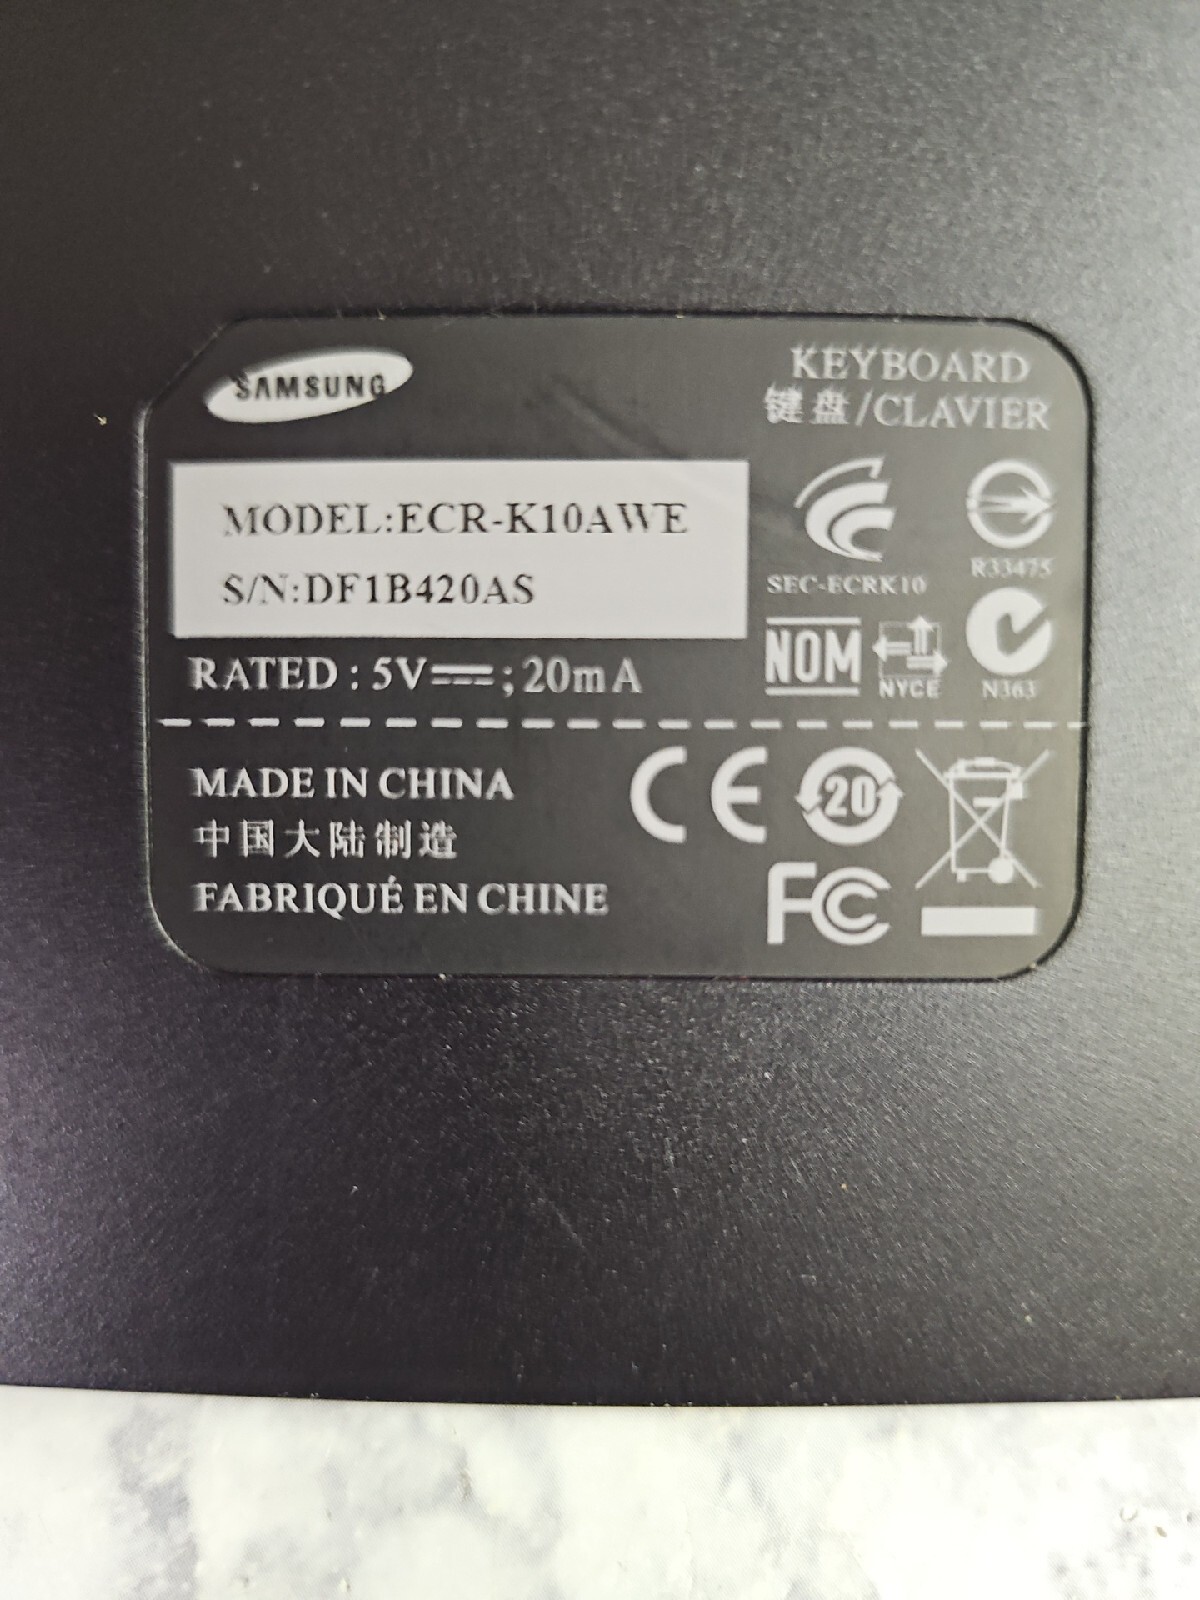 SAMSUNG
KEYBOARD
键盘/CLAVIER
MODEL:ECR-K10AWE
S/N:DF1B420AS
SEC-ECRK10
R33475
NOM
NYCE
N363
RATED : 5V ; 20mA
MADE IN CHINA
中国大陆制造
FABRIQUÉ EN CHINE
CE
20
FC